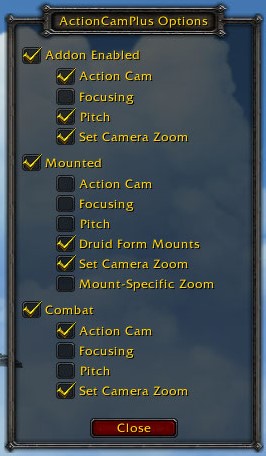 ActionCamPlus Options
Addon Enabled
Action Cam
Focusing
Pitch
Set Camera Zoom
Mounted
Action Cam
Focusing
Pitch
Druid Form Mounts
Set Camera Zoom
Mount-Specific Zoom
Combat
Action Cam
Focusing
Pitch
Set Camera Zoom
Close